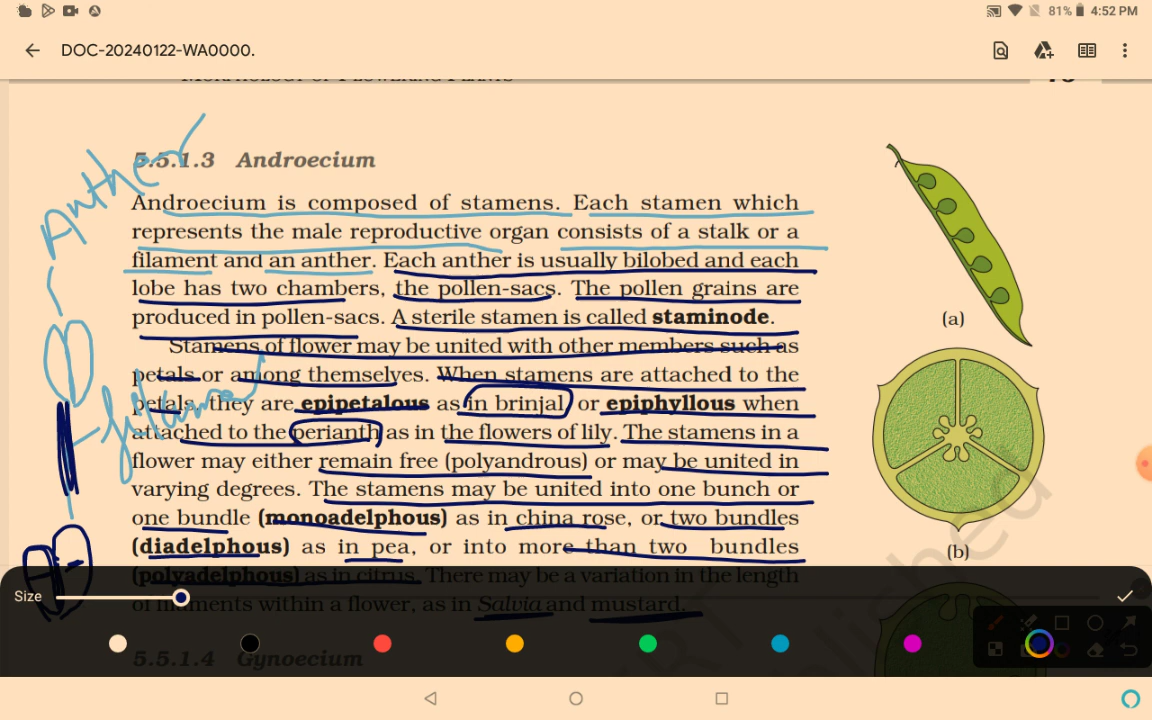 81% 4:52 PM
DOC-20240122-WA0000.
5.5.1.3 Androecium
Androecium is composed of stamens. Each stamen which
represents the male reproductive organ consists of a stalk or a
filament and an anther. Each anther is usually bilobed and each
lobe has two chambers, the pollen-sacs. The pollen grains are
produced in pollen-sacs. A sterile stamen is called staminode.
Stamens of flower may be united with other members such as
petals or among themselves. When stamens are attached to the
petals, they are epipetalous as in brinjal, or epiphyllous when
attached to the perianth as in the flowers of lily. The stamens in a
flower may either remain free (polyandrous) or may be united in
varying degrees. The stamens may be united into one bunch or
one bundle (monoadelphous) as in china rose, or two bundles
(diadelphous) as in pea, or into more than two bundles
(polyadelphous) as in citrus. There may be a variation in the length
of filaments within a flower, as in Salvia and mustard.
5.5.1.4 Gynoecium
Anther
(a)
(b)
Size